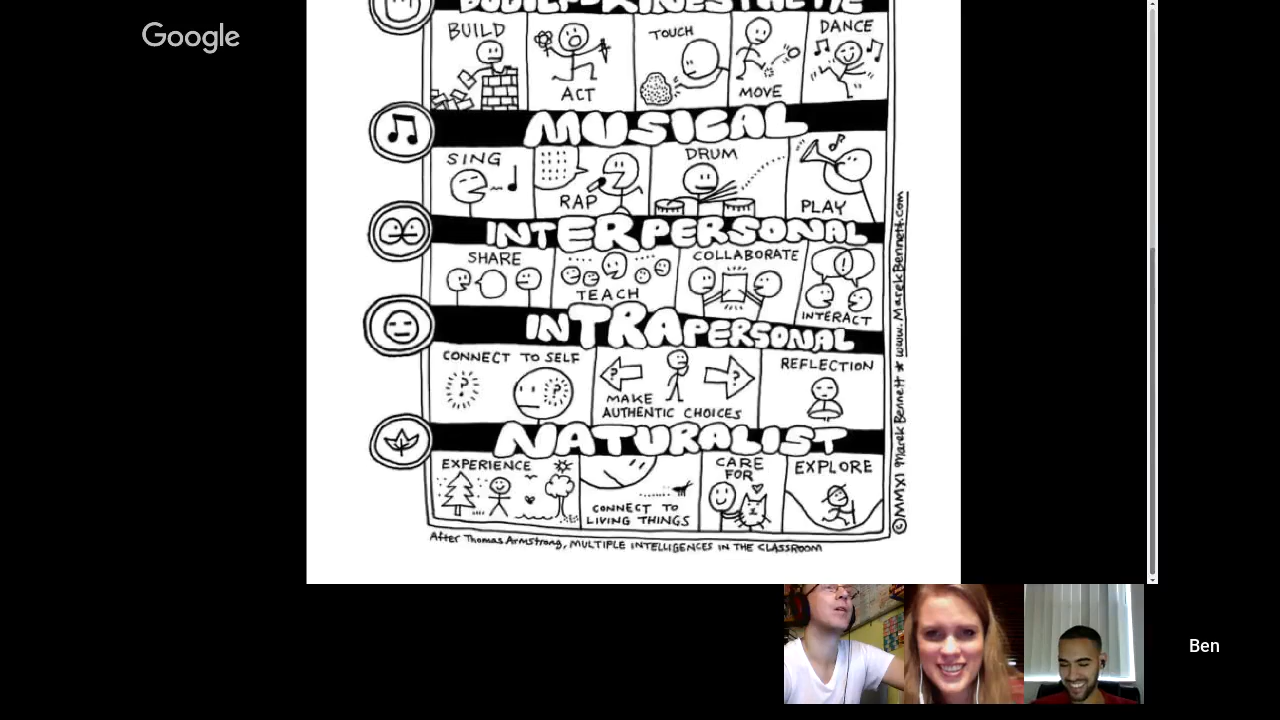 Google
BODILY-KINESTHETIC
BUILD
ACT
TOUCH
MOVE
DANCE
MUSICAL
SING
RAP
DRUM
PLAY
INTERPERSONAL
SHARE
TEACH
COLLABORATE
!
INTERACT
INTRAPERSONAL
CONNECT TO SELF
?
?
?
?
MAKE
AUTHENTIC CHOICES
REFLECTION
NATURALIST
EXPERIENCE
CONNECT TO
LIVING THINGS
CARE
FOR
EXPLORE
After Thomas Armstrong, MULTIPLE INTELLIGENCES IN THE CLASSROOM
©MMXI Marek Bennett * www.MarekBennett.com
Ben